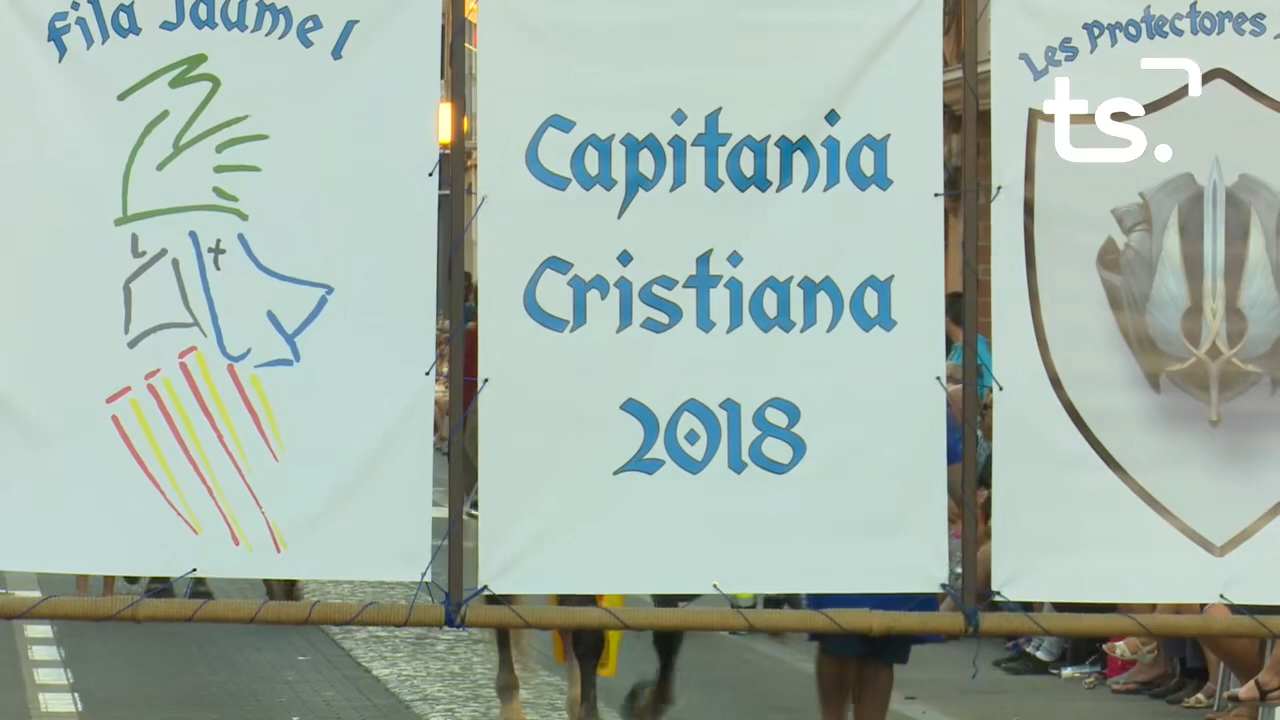 Fila Jaume I
Capitania
Cristiana
2018
Les Protectores
ts.